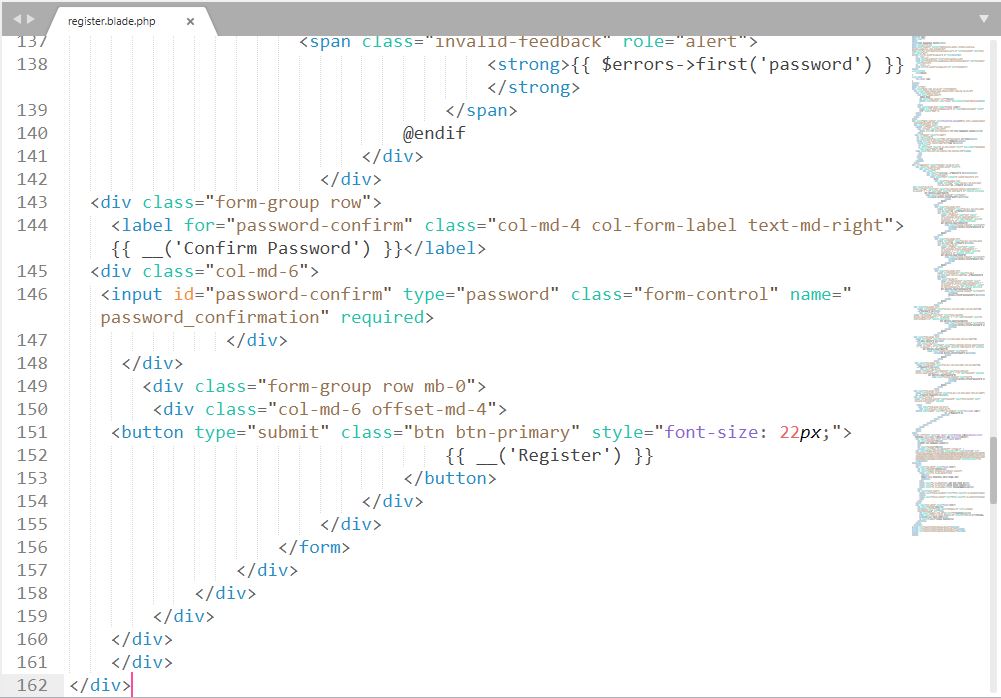 register.blade.php ×
137 <span class="invalid-feedback" role="alert">
138 <strong>{{ $errors->first('password') }}
</strong>
139 </span>
140 @endif
141 </div>
142 </div>
143 <div class="form-group row">
144 <label for="password-confirm" class="col-md-4 col-form-label text-md-right">
{{ __('Confirm Password') }}</label>
145 <div class="col-md-6">
146 <input id="password-confirm" type="password" class="form-control" name="
password_confirmation" required>
147 </div>
148 </div>
149 <div class="form-group row mb-0">
150 <div class="col-md-6 offset-md-4">
151 <button type="submit" class="btn btn-primary" style="font-size: 22px;">
152 {{ __('Register') }}
153 </button>
154 </div>
155 </div>
156 </form>
157 </div>
158 </div>
159 </div>
160 </div>
161 </div>
162 </div>